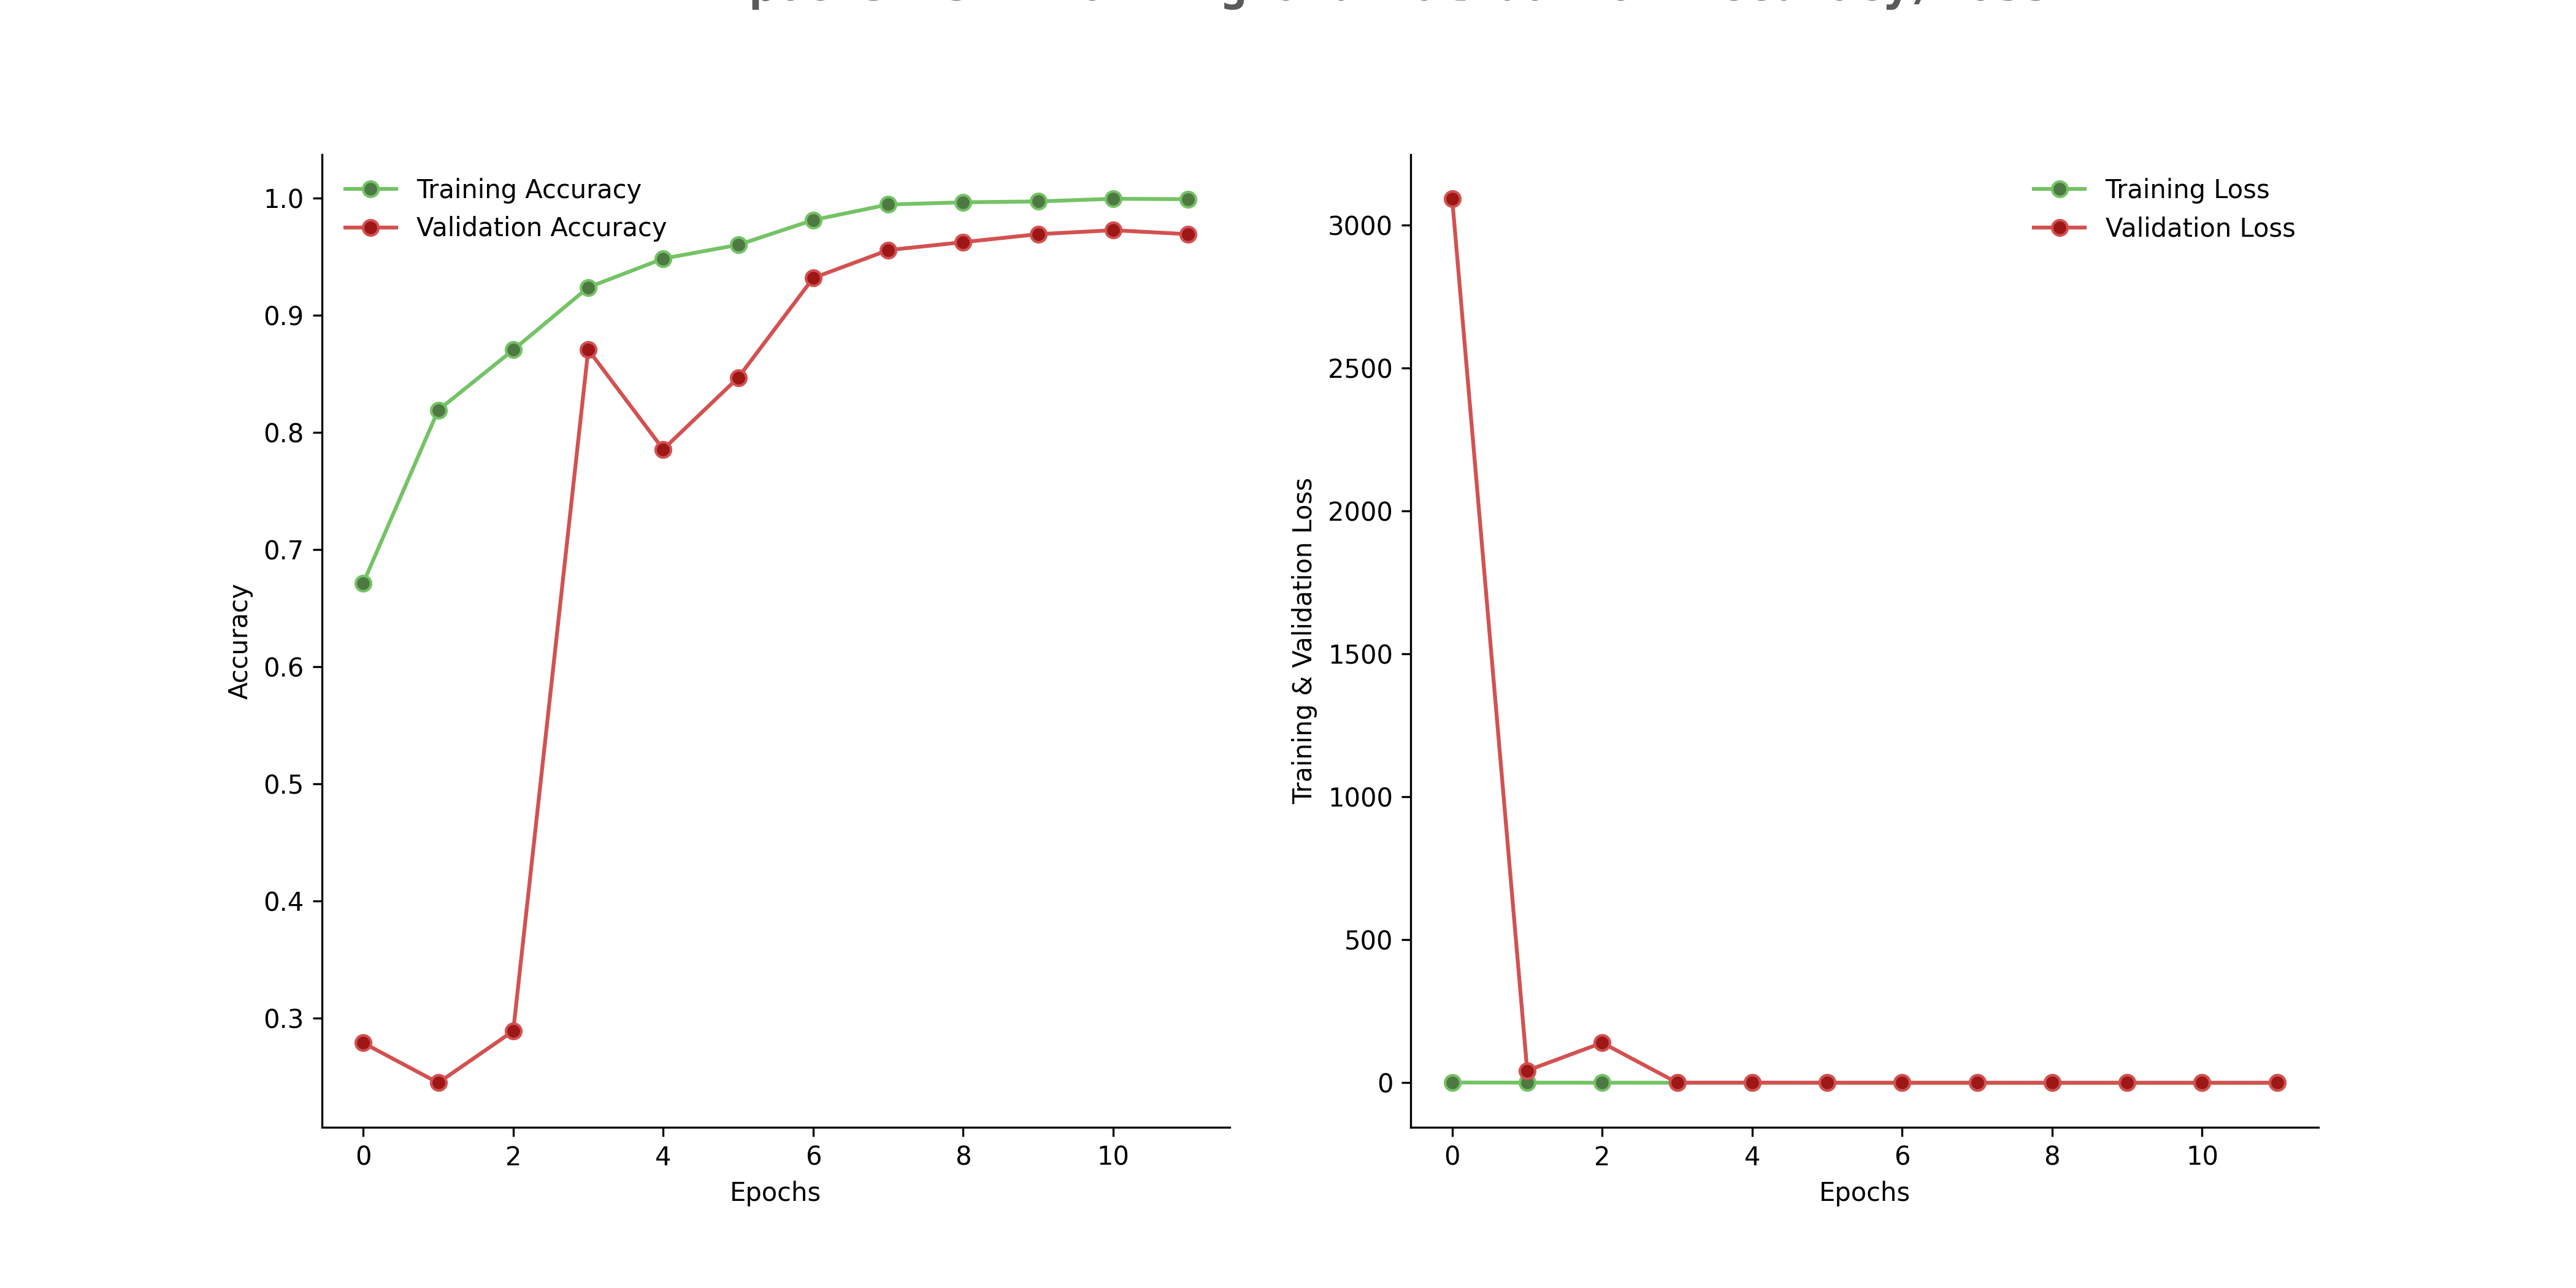 Training Accuracy
Validation Accuracy
1.0
0.9
0.8
0.7
0.6
0.5
0.4
0.3
Accuracy
0 2 4 6 8 10
Epochs
Training Loss
Validation Loss
3000
2500
2000
1500
1000
500
0
Training & Validation Loss
0 2 4 6 8 10
Epochs